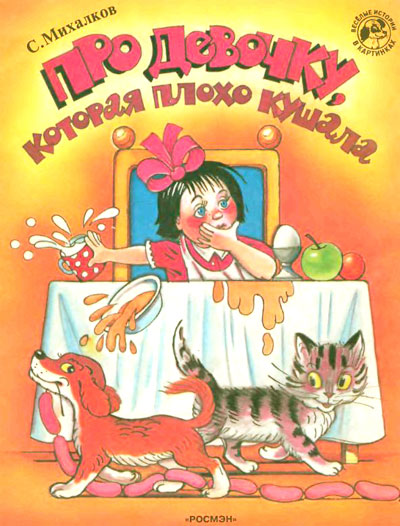 С. Михалков
ВЕСЁЛЫЕ ИСТОРИИ
В КАРТИНКАХ
ПРО ДЕВОЧКУ,
КОТОРАЯ ПЛОХО КУШАЛА
«РОСМЭН»